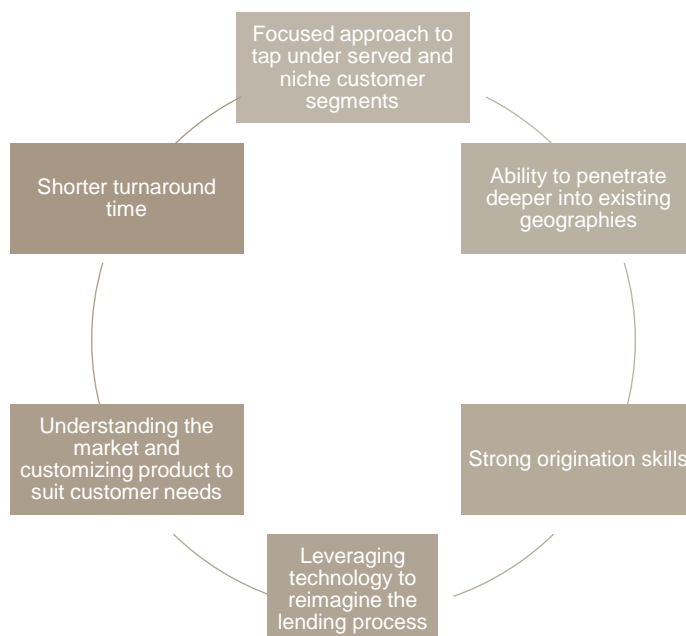 Focused approach to
tap under served and
niche customer
segments
Ability to penetrate
deeper into existing
geographies
Strong origination skills
Leveraging
technology to
reimagine the
lending process
Understanding the
market and
customizing product to
suit customer needs
Shorter turnaround
time